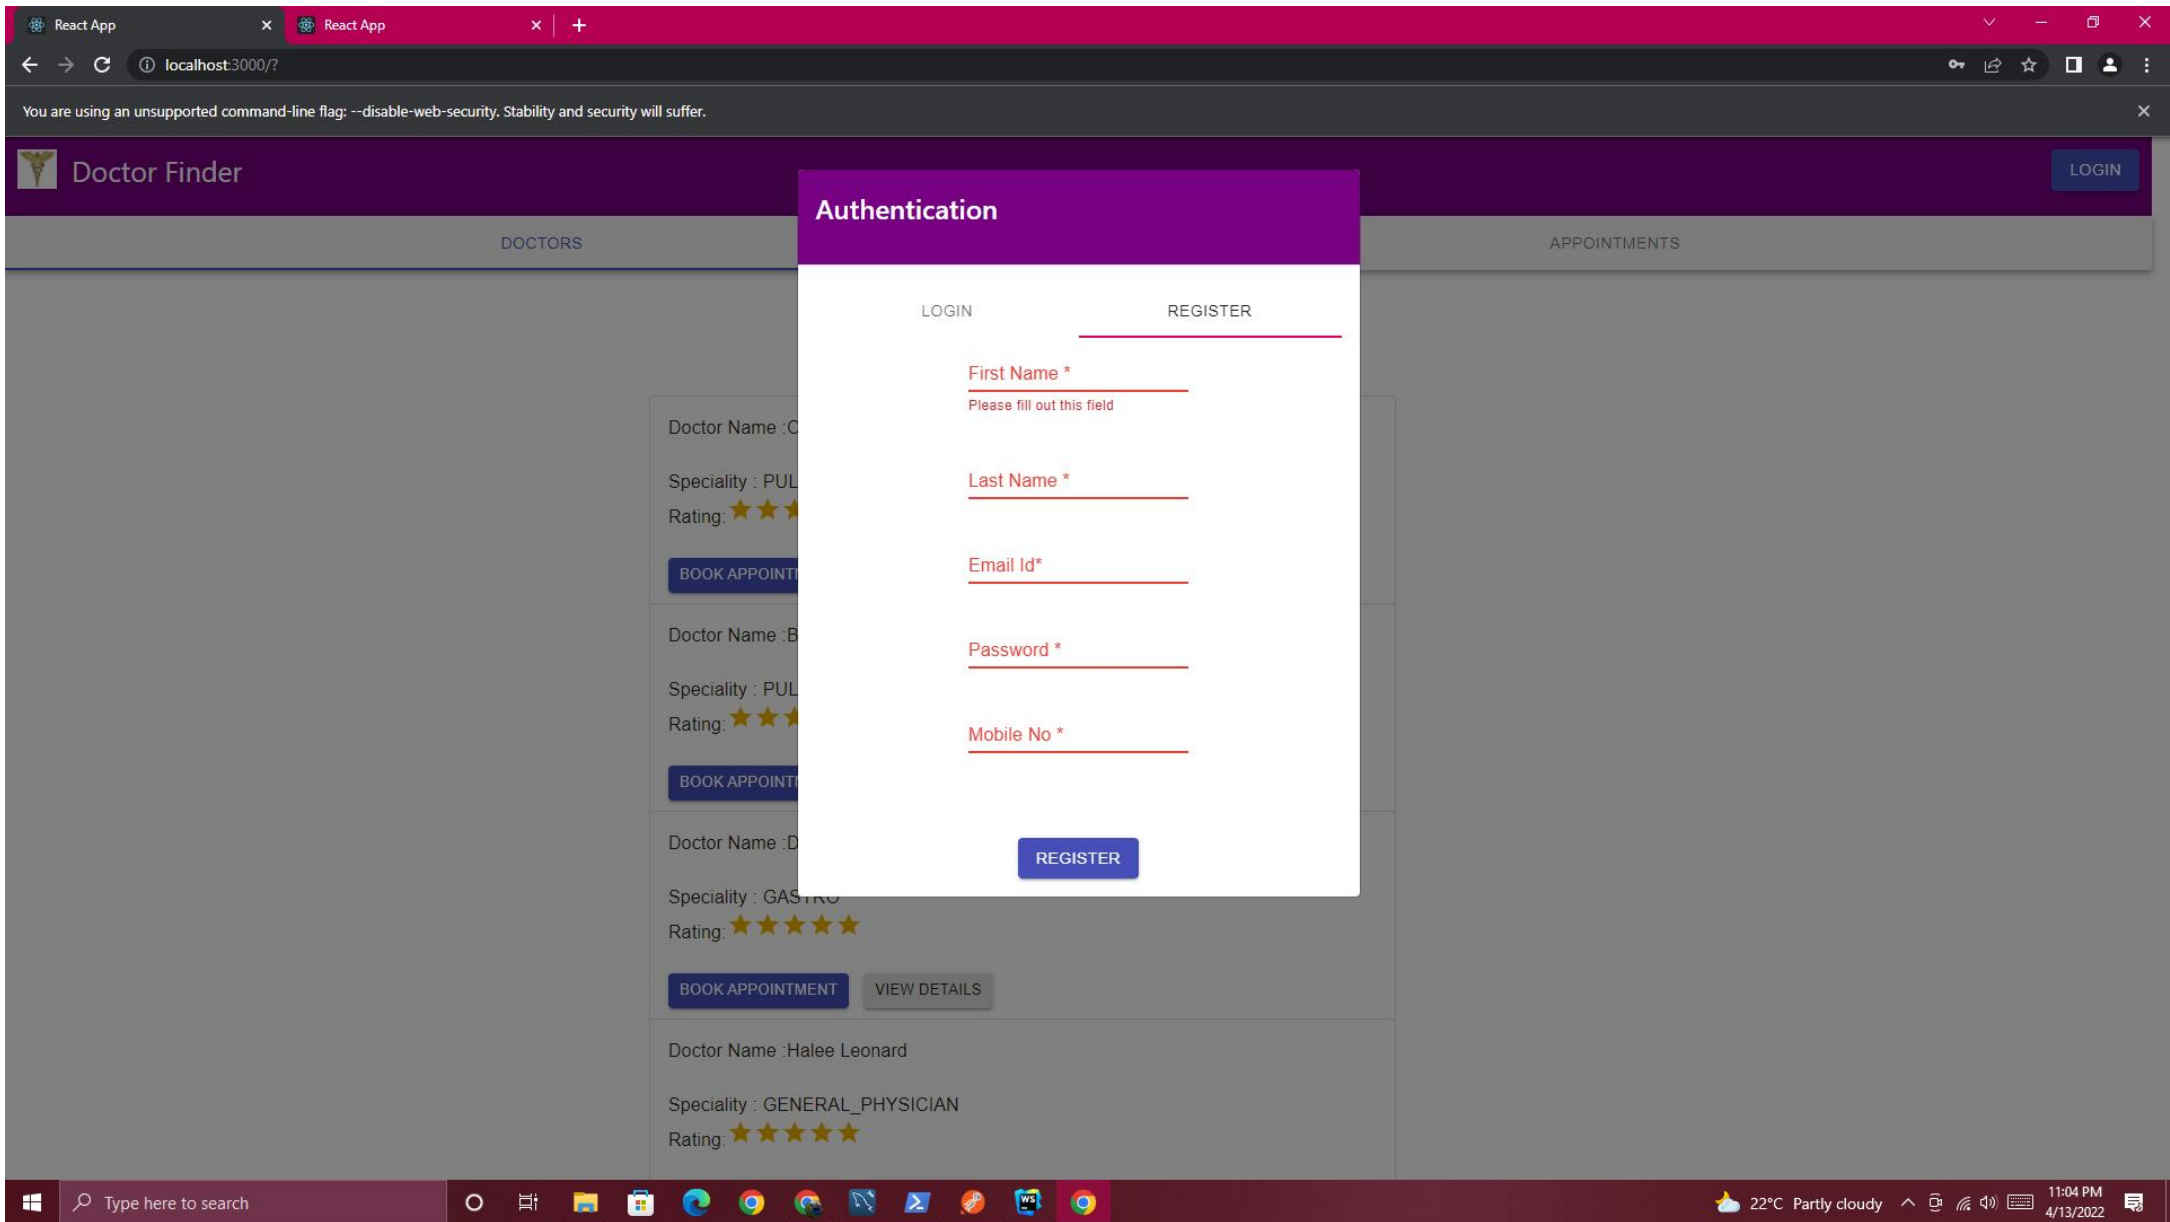 React App
React App
localhost:3000/?
You are using an unsupported command-line flag: --disable-web-security. Stability and security will suffer.
Doctor Finder
LOGIN
DOCTORS
APPOINTMENTS
Authentication
LOGIN
REGISTER
First Name *
Please fill out this field
Last Name *
Email Id*
Password *
Mobile No *
REGISTER
Doctor Name :
Speciality : PUL
Rating:
BOOK APPOINT
Doctor Name :B
Speciality : PUL
Rating:
BOOK APPOINT
Doctor Name :D
Speciality : GASTRO
Rating:
BOOK APPOINTMENT VIEW DETAILS
Doctor Name :Halee Leonard
Speciality : GENERAL_PHYSICIAN
Rating:
Type here to search
WS
22°C Partly cloudy
11:04 PM
4/13/2022